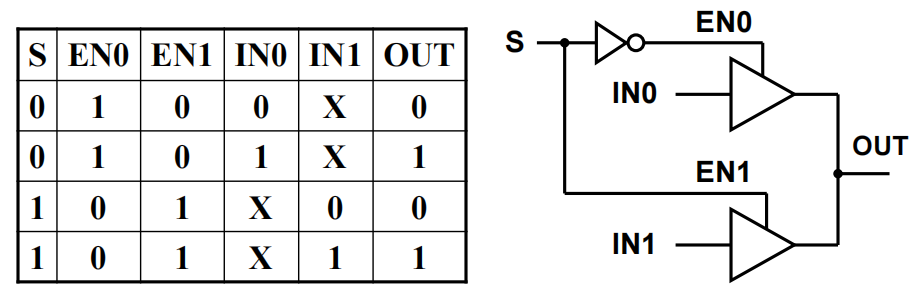 S EN0 EN1 IN0 IN1 OUT
0 1 0 0 X 0
0 1 0 1 X 1
1 0 1 X 0 0
1 0 1 X 1 1
EN0
S
IN0
OUT
EN1
IN1